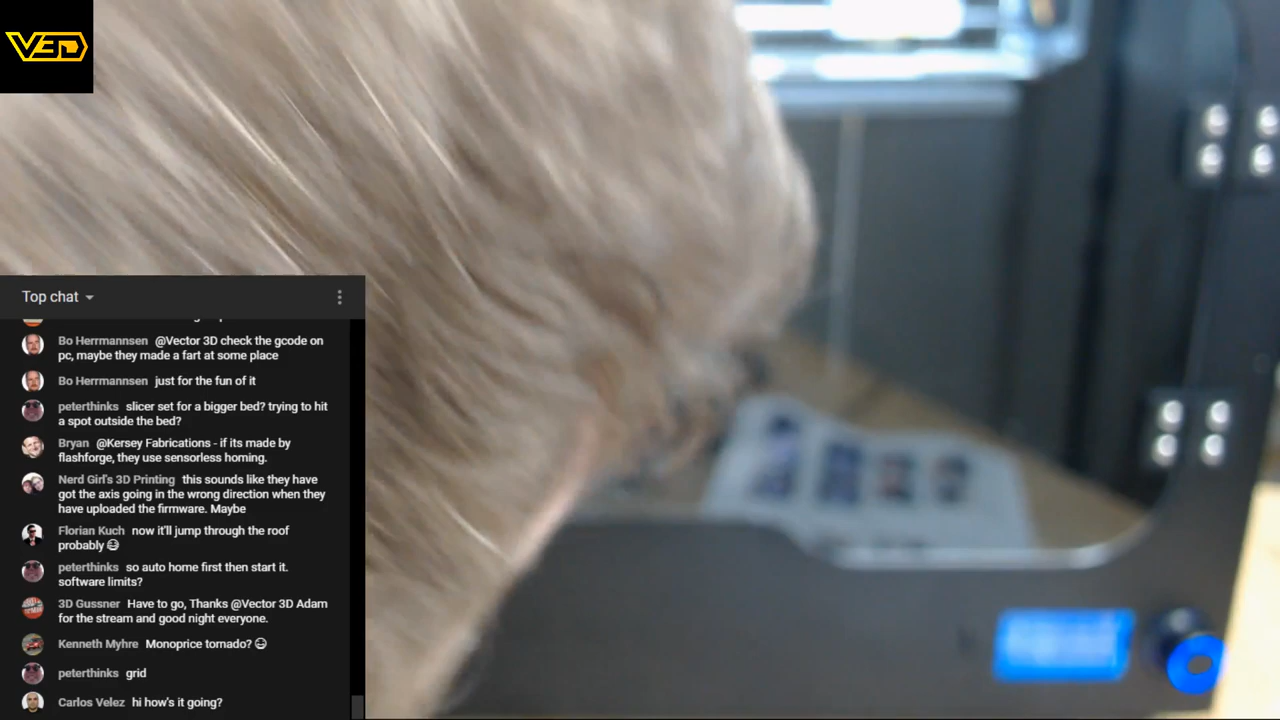 V3D
Top chat
Bo Herrmannsen @Vector 3D check the gcode on
pc, maybe they made a fart at some place
Bo Herrmannsen just for the fun of it
peterthinks slicer set for a bigger bed? trying to hit
a spot outside the bed?
Bryan @Kersey Fabrications - if its made by
flashforge, they use sensorless homing.
Nerd Girl's 3D Printing this sounds like they have
got the axis going in the wrong direction when they
have uploaded the firmware. Maybe
Florian Kuch now it'll jump through the roof
probably 😂
peterthinks so auto home first then start it.
software limits?
3D Gussner Have to go, Thanks @Vector 3D Adam
for the stream and good night everyone.
Kenneth Myhre Monoprice tornado? 😂
peterthinks grid
Carlos Velez hi how's it going?